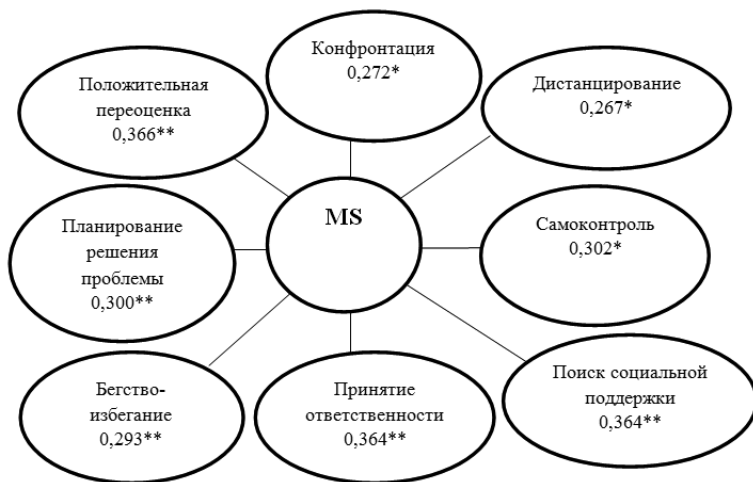 Конфронтация
0,272*
Положительная
переоценка
0,366**
Дистанцирование
0,267*
MS
Планирование
решения
проблемы
0,300**
Самоконтроль
0,302*
Бегство-
избегание
0,293**
Принятие
ответственности
0,364**
Поиск социальной
поддержки
0,364**